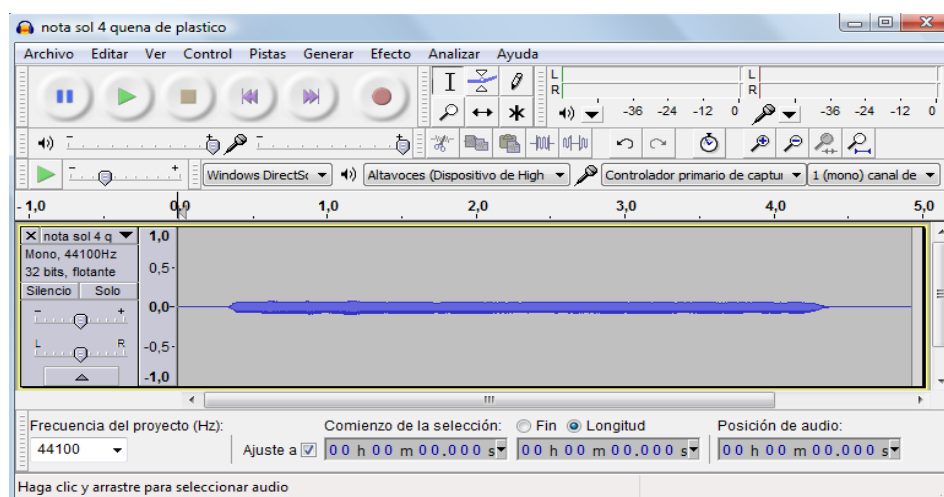 nota sol 4 quena de plastico
Archivo Editar Ver Control Pistas Generar Efecto Analizar Ayuda
L L
R R
-36 -24 -12 0 -36 -24 -12 0
- + - +
- + Windows DirectSc Altavoces (Dispositivo de High Controlador primario de captui 1 (mono) canal de
- 1,0 0,0 1,0 2,0 3,0 4,0 5,0
nota sol 4 q 1,0
Mono, 44100Hz
32 bits, flotante 0,5-
Silencio Solo
- + 0,0-
L R -0,5-
-1,0
Frecuencia del proyecto (Hz): Comienzo de la selección: Fin Longitud Posición de audio:
44100 Ajuste a 00 h 00 m 00.000 s 00 h 00 m 00.000 s 00 h 00 m 00.000 s
Haga clic y arrastre para seleccionar audio